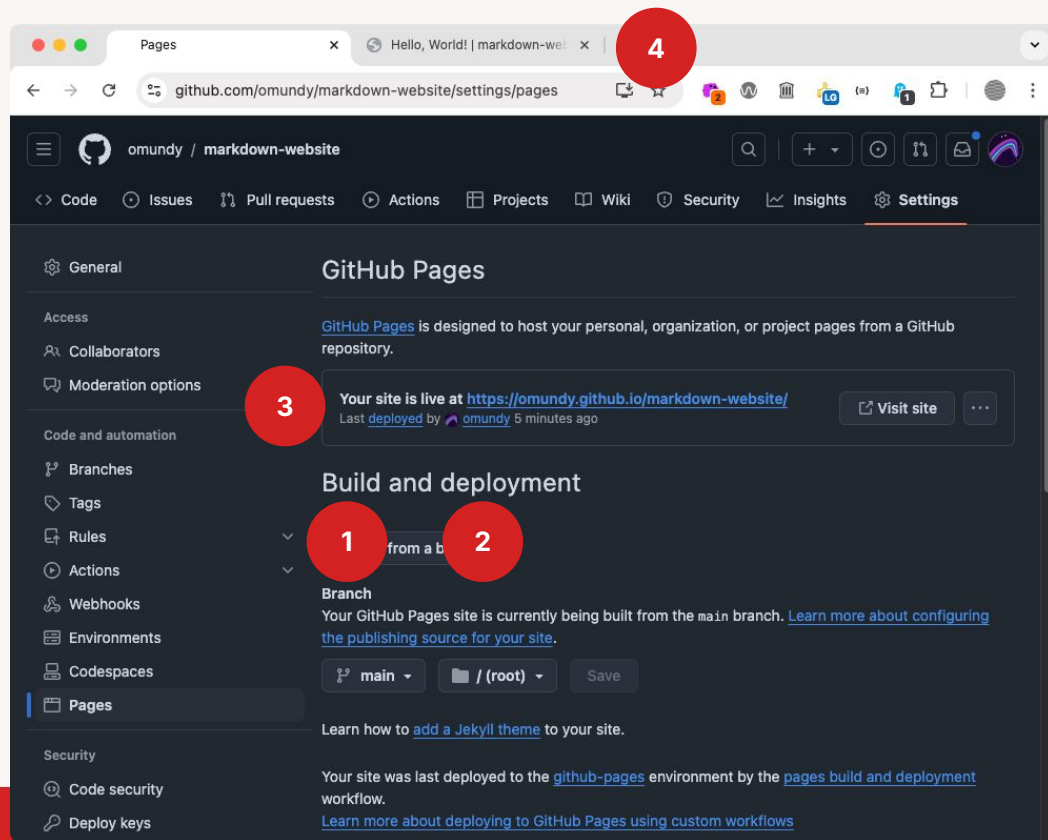 Pages
Hello, World! | markdown-we
4
github.com/omundy/markdown-website/settings/pages
2
LG
1
omundy / markdown-website
Code Issues Pull requests Actions Projects Wiki Security Insights Settings
General
Access
Collaborators
Moderation options
Code and automation
Branches
Tags
Rules
Actions
Webhooks
Environments
Codespaces
Pages
Security
Code security
Deploy keys
GitHub Pages
GitHub Pages is designed to host your personal, organization, or project pages from a GitHub
repository.
3
Your site is live at https://omundy.github.io/markdown-website/
Last deployed by omundy 5 minutes ago
Visit site
Build and deployment
1 from a b 2
Branch
Your GitHub Pages site is currently being built from the main branch. Learn more about configuring
the publishing source for your site.
main / (root) Save
Learn how to add a Jekyll theme to your site.
Your site was last deployed to the github-pages environment by the pages build and deployment
workflow.
Learn more about deploying to GitHub Pages using custom workflows